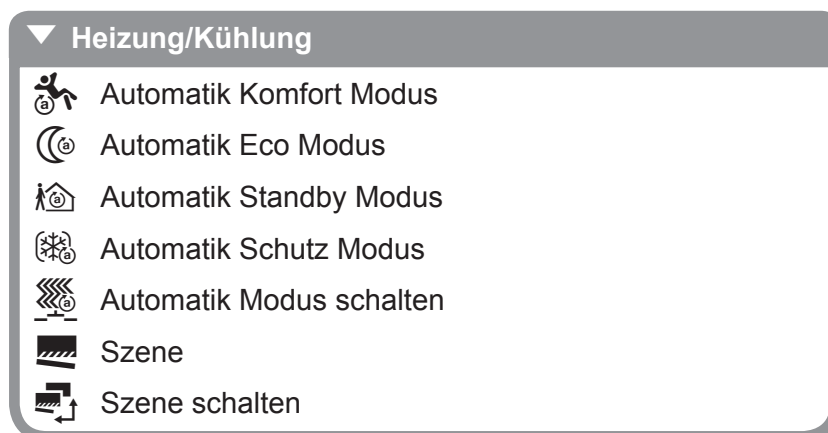 Heizung/Kühlung
Automatik Komfort Modus
Automatik Eco Modus
Automatik Standby Modus
Automatik Schutz Modus
Automatik Modus schalten
Szene
Szene schalten